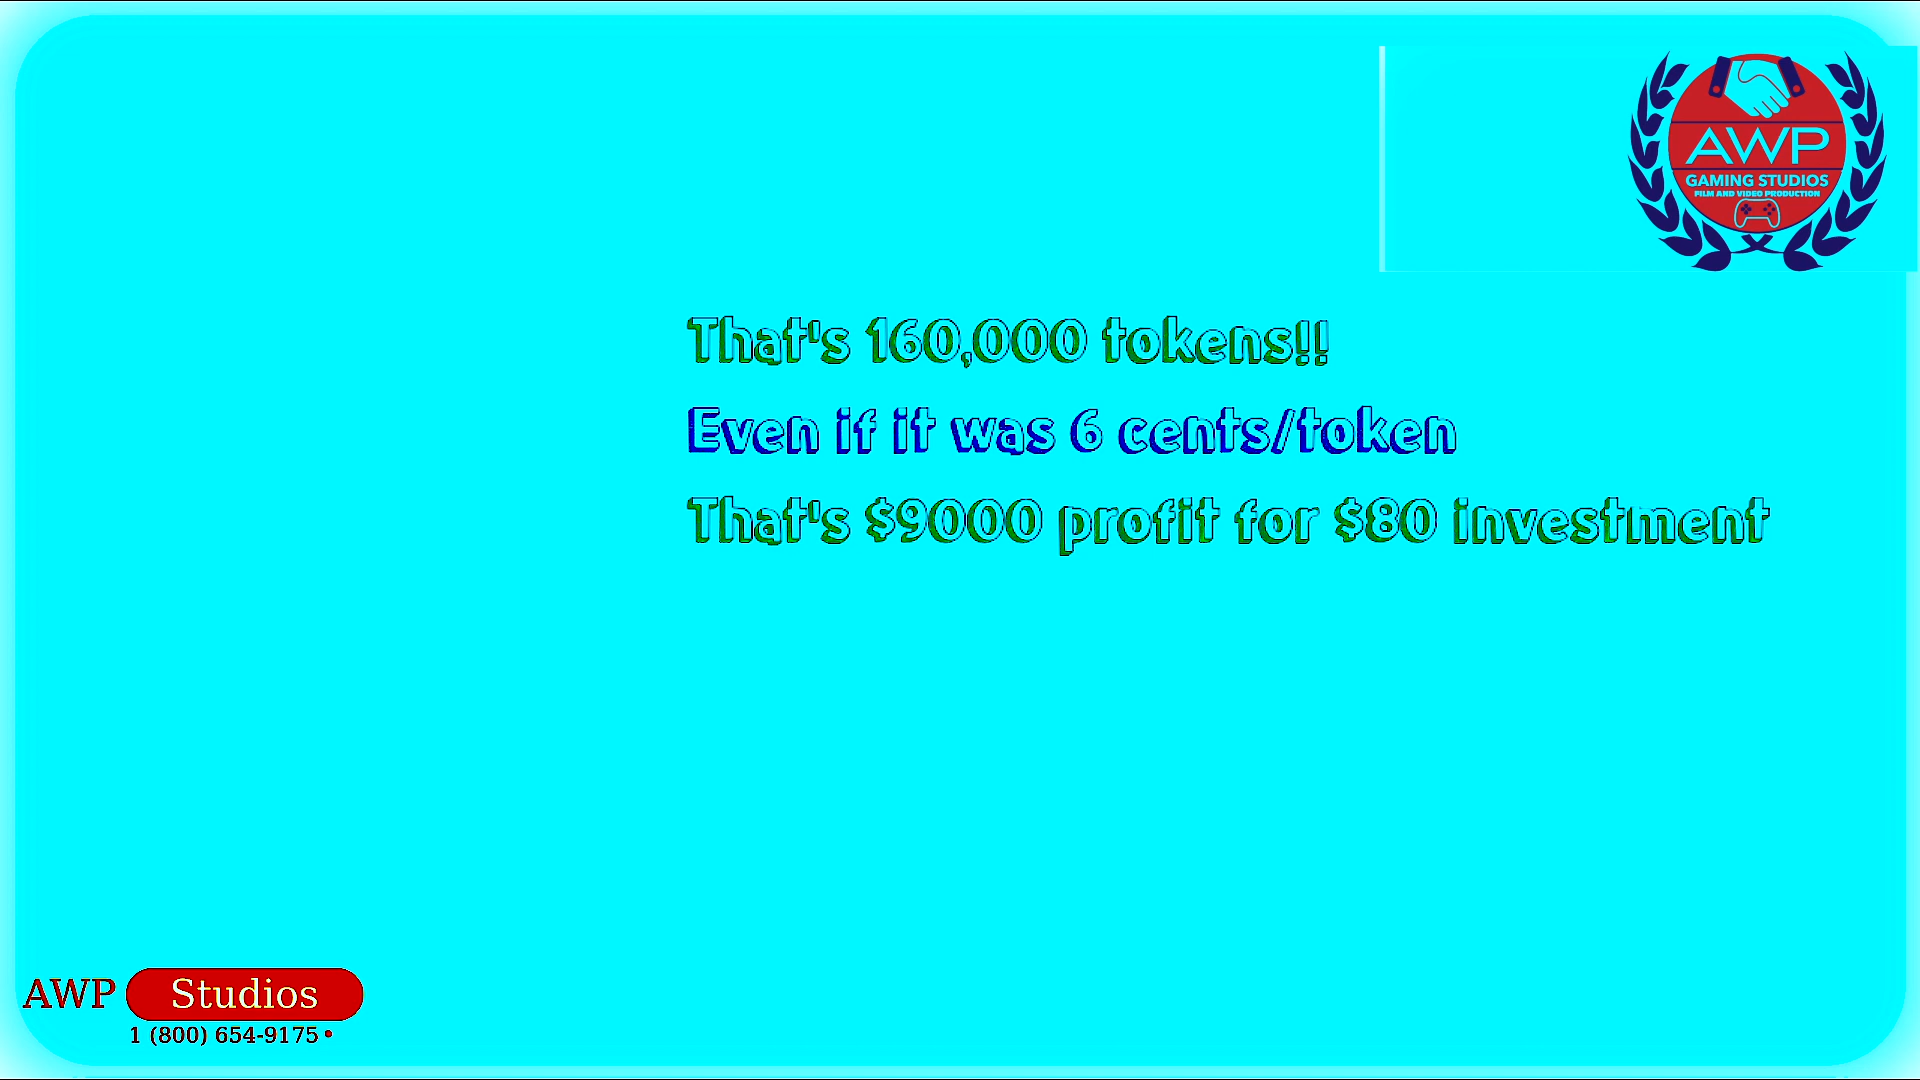 AWP
GAMING STUDIOS
FILM AND VIDEO PRODUCTION
That's 160,000 tokens!!
Even if it was 6 cents/token
That's $9000 profit for $80 investment
AWP Studios
1 (800) 654-9175 •